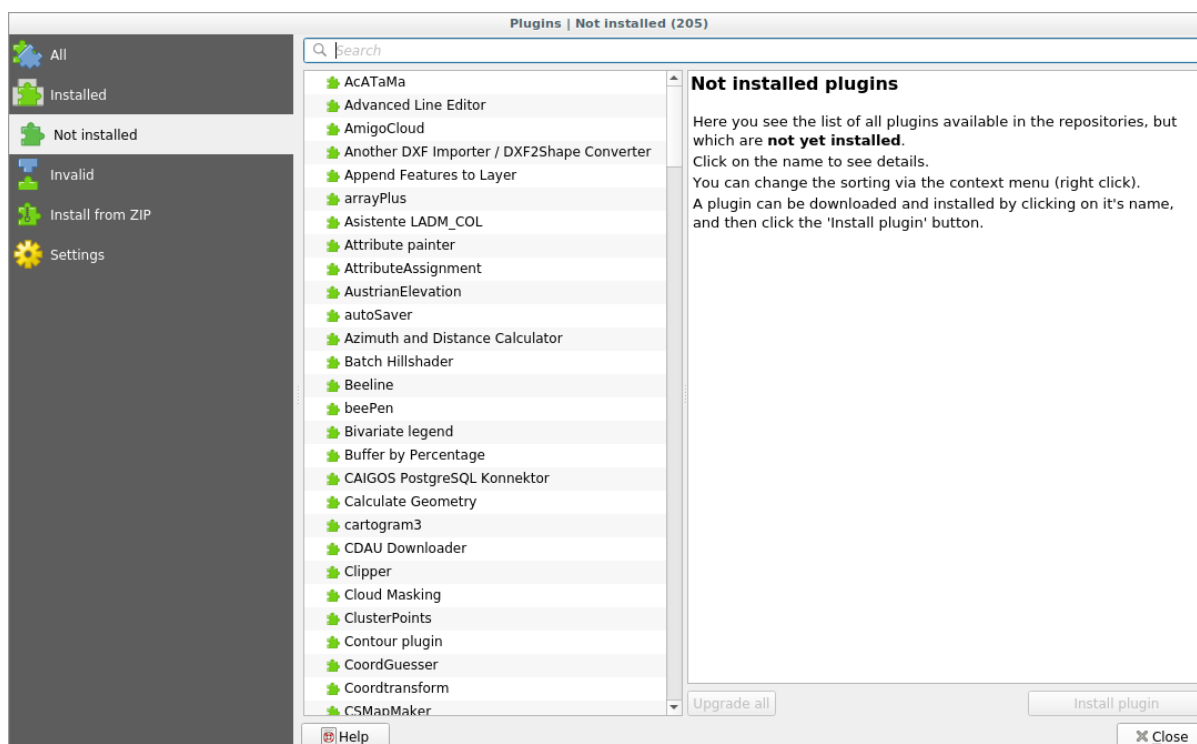 Plugins | Not installed (205)
All
Installed
Not installed
Invalid
Install from ZIP
Settings
Search
AcATaMa
Advanced Line Editor
AmigoCloud
Another DXF Importer / DXF2Shape Converter
Append Features to Layer
arrayPlus
Asistente LADM_COL
Attribute painter
AttributeAssignment
AustrianElevation
autoSaver
Azimuth and Distance Calculator
Batch Hillshader
Beeline
beePen
Bivariate legend
Buffer by Percentage
CAIGOS PostgreSQL Konnektor
Calculate Geometry
cartogram3
CDAU Downloader
Clipper
Cloud Masking
ClusterPoints
Contour plugin
CoordGuesser
Coordtransform
CSMapMaker
Not installed plugins
Here you see the list of all plugins available in the repositories, but
which are not yet installed.
Click on the name to see details.
You can change the sorting via the context menu (right click).
A plugin can be downloaded and installed by clicking on it's name,
and then click the 'Install plugin' button.
Upgrade all
Install plugin
Help
Close